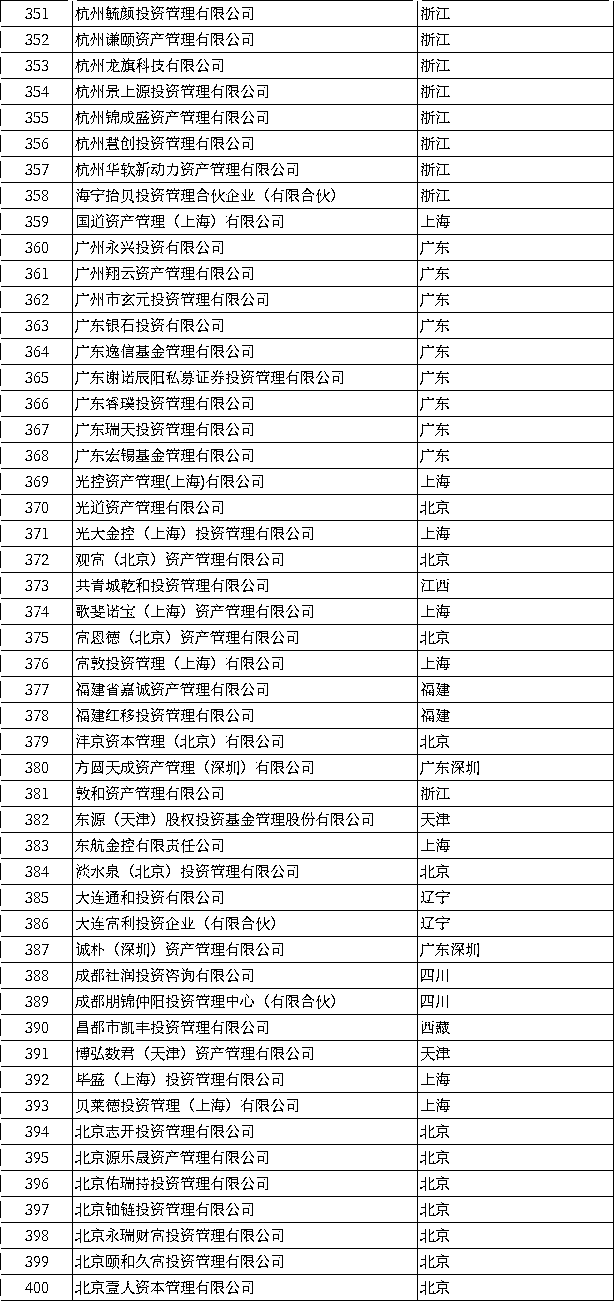 351 杭州毓颜投资管理有限公司 浙江
352 杭州谦颐资产管理有限公司 浙江
353 杭州龙旗科技有限公司 浙江
354 杭州景上源投资管理有限公司 浙江
355 杭州锦成盛资产管理有限公司 浙江
356 杭州慧创投资管理有限公司 浙江
357 杭州华软新动力资产管理有限公司 浙江
358 海宁拾贝投资管理合伙企业（有限合伙） 浙江
359 国道资产管理（上海）有限公司 上海
360 广州永兴投资有限公司 广东
361 广州翔云资产管理有限公司 广东
362 广州市玄元投资管理有限公司 广东
363 广东银石投资有限公司 广东
364 广东逸信基金管理有限公司 广东
365 广东谢诺辰阳私募证券投资管理有限公司 广东
366 广东睿璞投资管理有限公司 广东
367 广东瑞天投资管理有限公司 广东
368 广东宏锡基金管理有限公司 广东
369 光控资产管理(上海)有限公司 上海
370 光道资产管理有限公司 北京
371 光大金控（上海）投资管理有限公司 上海
372 观富（北京）资产管理有限公司 北京
373 共青城乾和投资管理有限公司 江西
374 歌斐诺宝（上海）资产管理有限公司 上海
375 富恩德（北京）资产管理有限公司 北京
376 富敦投资管理（上海）有限公司 上海
377 福建省嘉诚资产管理有限公司 福建
378 福建红移投资管理有限公司 福建
379 沣京资本管理（北京）有限公司 北京
380 方圆天成资产管理（深圳）有限公司 广东深圳
381 敦和资产管理有限公司 浙江
382 东源（天津）股权投资基金管理股份有限公司 天津
383 东航金控有限责任公司 上海
384 淡水泉（北京）投资管理有限公司 北京
385 大连通和投资有限公司 辽宁
386 大连富利投资企业（有限合伙） 辽宁
387 诚朴（深圳）资产管理有限公司 广东深圳
388 成都社润投资咨询有限公司 四川
389 成都朋锦仲阳投资管理中心（有限合伙） 四川
390 昌都市凯丰投资管理有限公司 西藏
391 博弘数君（天津）资产管理有限公司 天津
392 毕盛（上海）投资管理有限公司 上海
393 贝莱德投资管理（上海）有限公司 上海
394 北京志开投资管理有限公司 北京
395 北京源乐晟资产管理有限公司 北京
396 北京佑瑞持投资管理有限公司 北京
397 北京铀链投资管理有限公司 北京
398 北京永瑞财富投资管理有限公司 北京
399 北京颐和久富投资管理有限公司 北京
400 北京壹人资本管理有限公司 北京